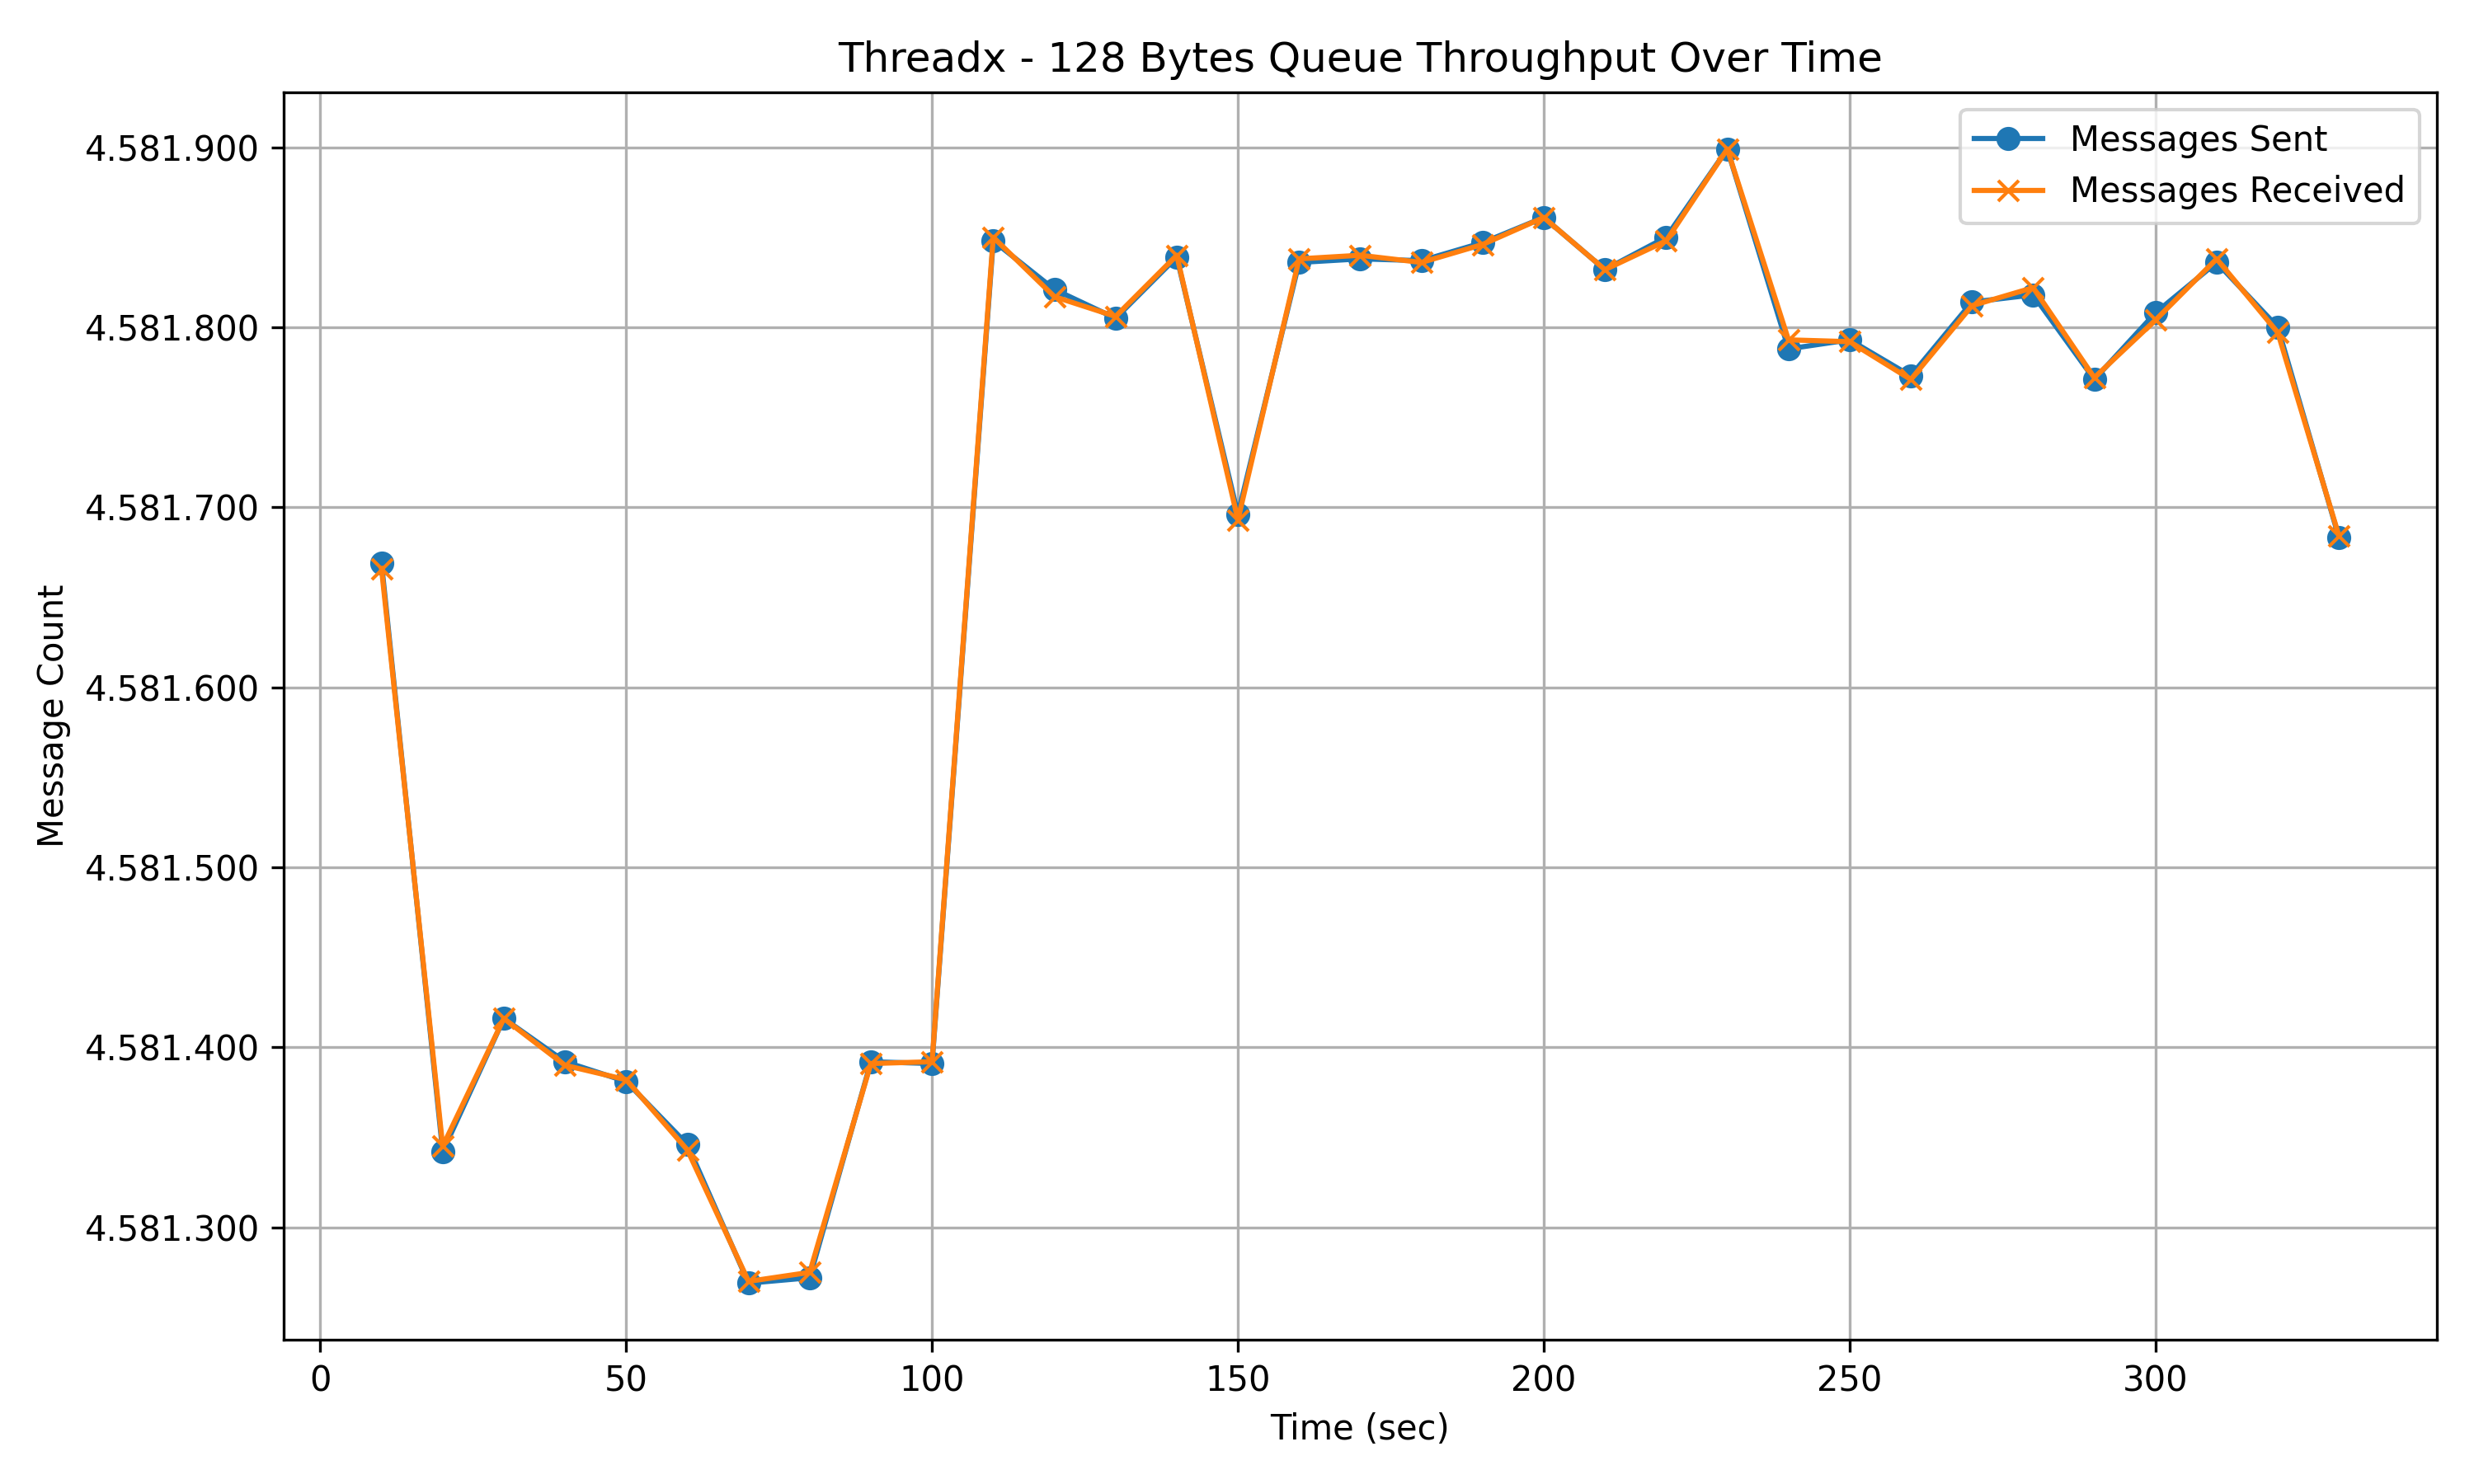 Threadx - 128 Bytes Queue Throughput Over Time
Messages Sent
Messages Received
4.581.900
4.581.800
4.581.700
4.581.600
4.581.500
4.581.400
4.581.300
Message Count
0 50 100 150 200 250 300
Time (sec)